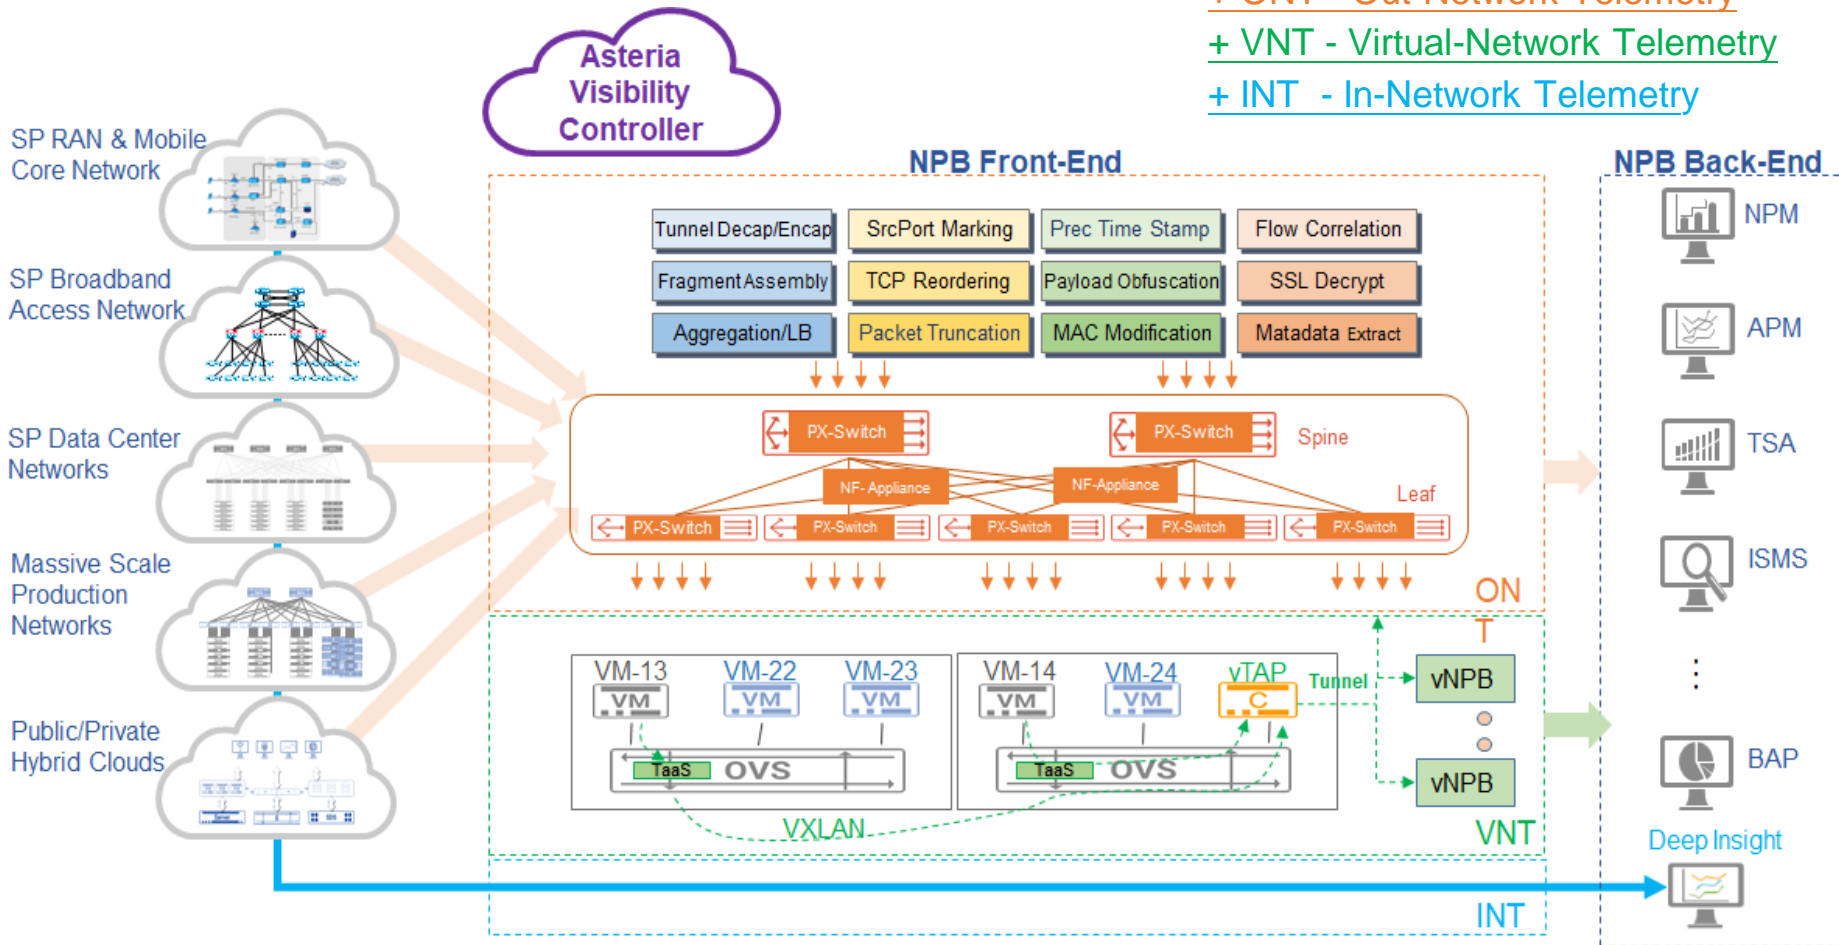 + ONT - Out-Network Telemetry
+ VNT - Virtual-Network Telemetry
+ INT - In-Network Telemetry
Asteria
Visibility
Controller
SP RAN & Mobile
Core Network
SP Broadband
Access Network
SP Data Center
Networks
Massive Scale
Production
Networks
Public/Private
Hybrid Clouds
NPB Front-End
Tunnel Decap/Encap
SrcPort Marking
Prec Time Stamp
Flow Correlation
Fragment Assembly
TCP Reordering
Payload Obfuscation
SSL Decrypt
Aggregation/LB
Packet Truncation
MAC Modification
Matadata Extract
PX-Switch
PX-Switch
Spine
NF-Appliance
NF-Appliance
Leaf
PX-Switch
PX-Switch
PX-Switch
PX-Switch
PX-Switch
ON
T
VM-13
VM-22
VM-23
VM
VM
VM
TaaS
OVS
VM-14
VM-24
vTAP
VM
VM
C
TaaS
OVS
Tunnel
vNPB
vNPB
VXLAN
VNT
INT
NPB Back-End
NPM
APM
TSA
ISMS
⋮
BAP
Deep Insight